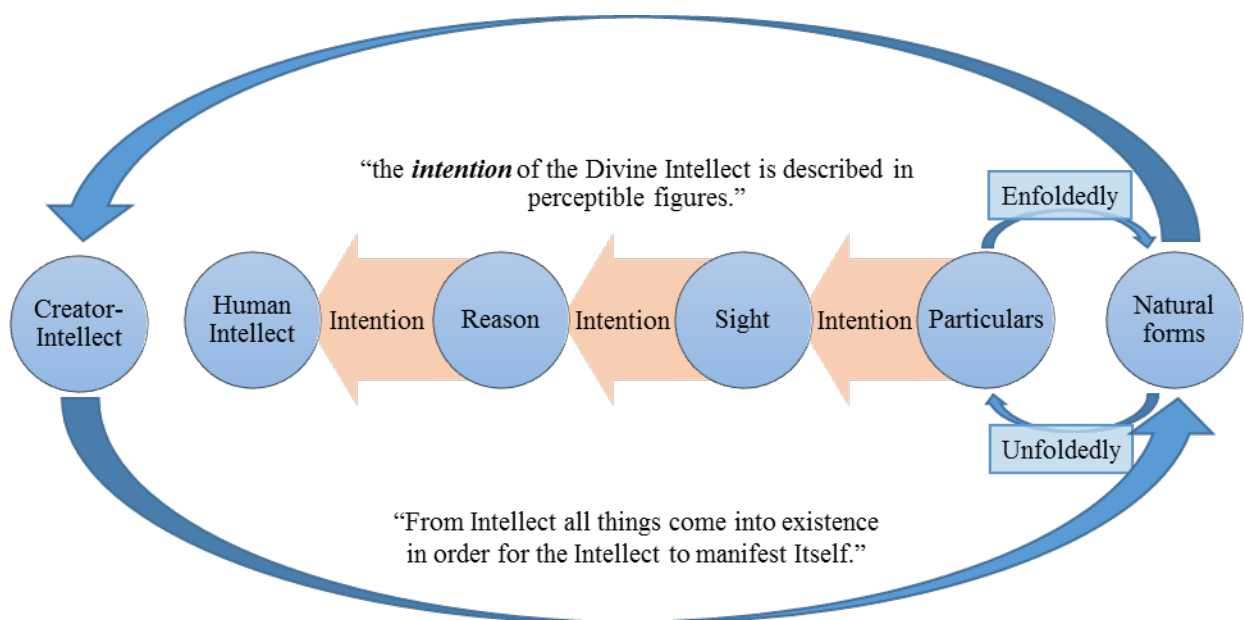 “the intention of the Divine Intellect is described in
perceptible figures.”
Enfoldedly
Creator-
Intellect
Human
Intellect
Intention
Reason
Intention
Sight
Intention
Particulars
Natural
forms
Unfoldedly
“From Intellect all things come into existence
in order for the Intellect to manifest Itself.”